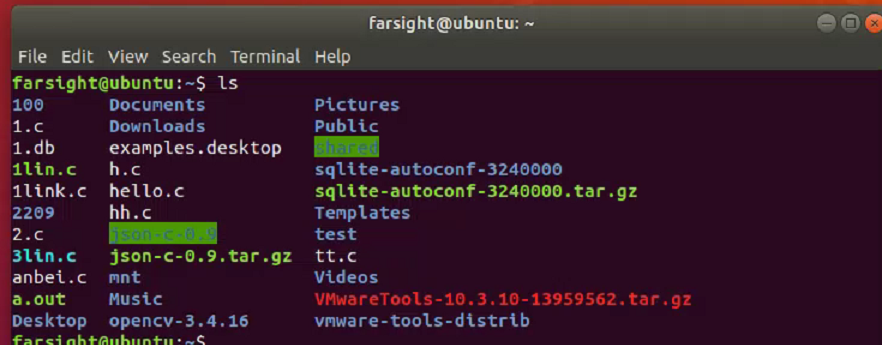 farsight@ubuntu: ~
File Edit View Search Terminal Help
farsight@ubuntu:~$ ls
100 Documents Pictures
1.c Downloads Public
1.db examples.desktop shared
1lin.c h.c sqlite-autoconf-3240000
1link.c hello.c sqlite-autoconf-3240000.tar.gz
2209 hh.c Templates
2.c json-c-0.9 test
3lin.c json-c-0.9.tar.gz tt.c
anbei.c mnt Videos
a.out Music VMwareTools-10.3.10-13959562.tar.gz
Desktop opencv-3.4.16 vmware-tools-distrib
farsight@ubuntu:~$